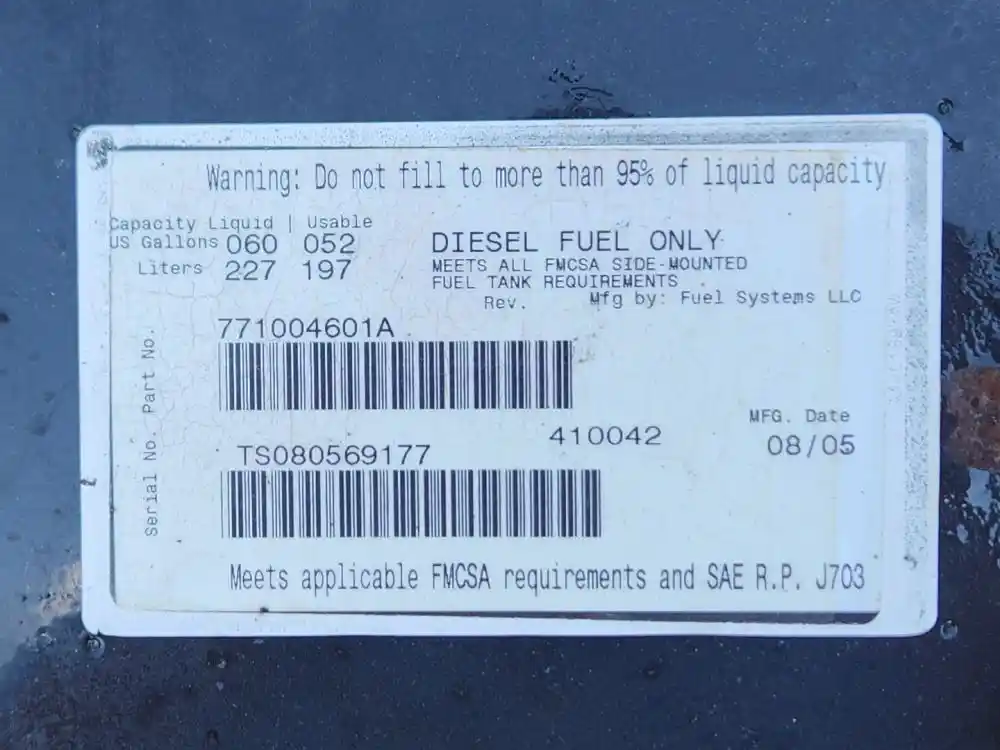 Warning: Do not fill to more than 95% of liquid capacity
Capacity Liquid | Usable
US Gallons 060 052
Liters 227 197
DIESEL FUEL ONLY
MEETS ALL FMCSA SIDE-MOUNTED
FUEL TANK REQUIREMENTS
Rev. Mfg by: Fuel Systems LLC
Part No.
771004601A
MFG. Date
08/05
410042
Serial No.
TS080569177
Meets applicable FMCSA requirements and SAE R.P. J703